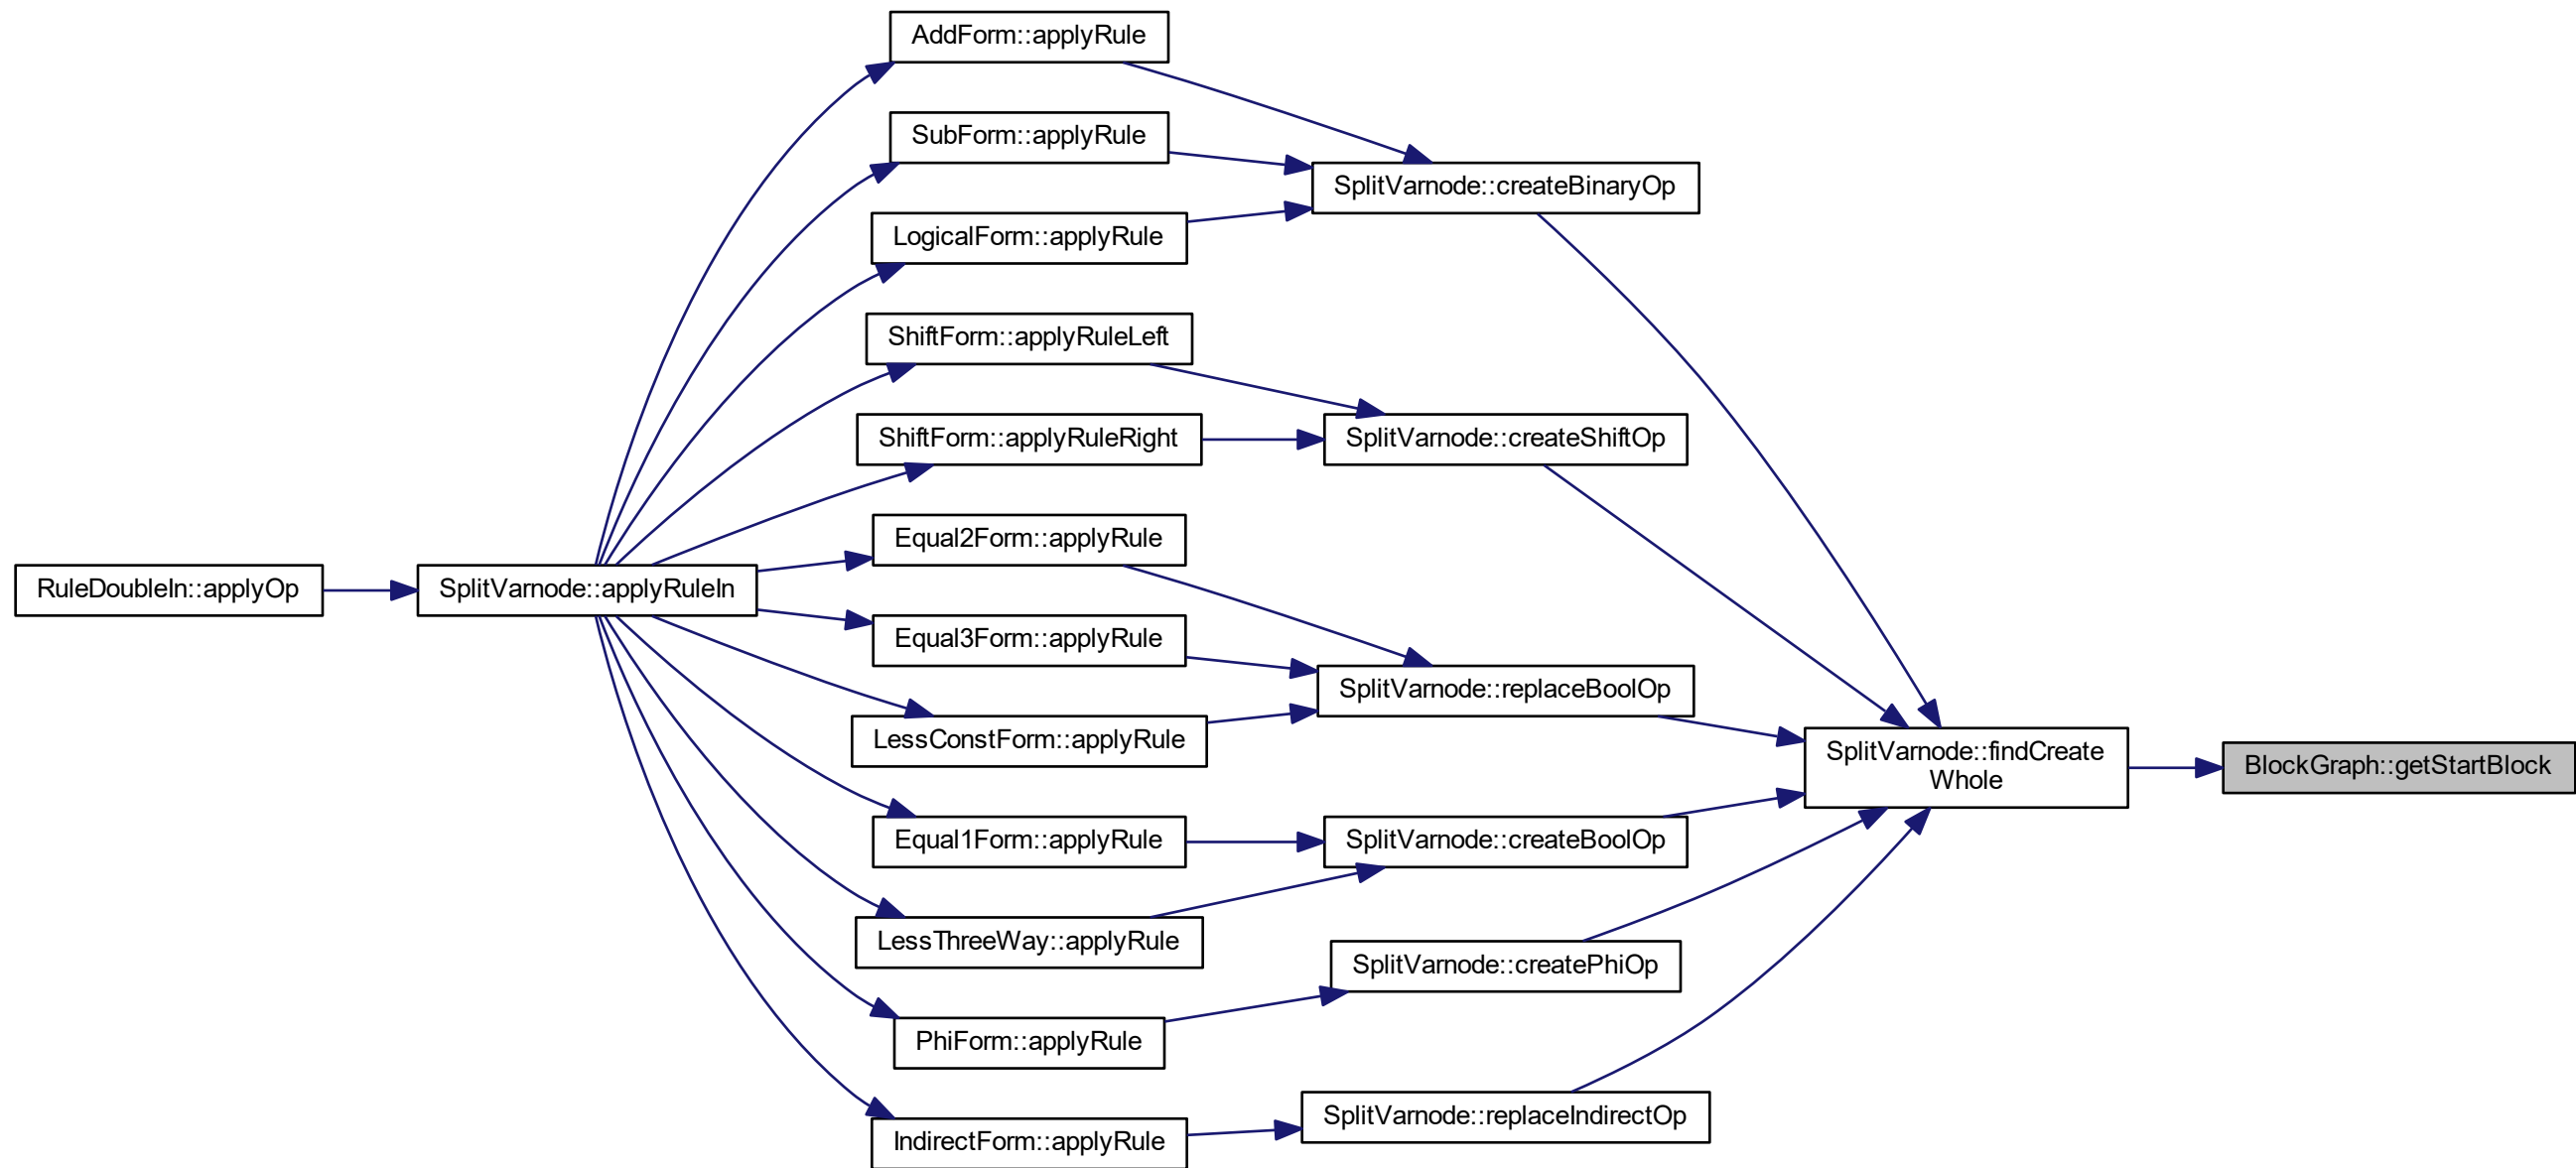 AddForm::applyRule
SubForm::applyRule
SplitVarnode::createBinaryOp
LogicalForm::applyRule
ShiftForm::applyRuleLeft
ShiftForm::applyRuleRight
SplitVarnode::createShiftOp
Equal2Form::applyRule
RuleDoubleIn::applyOp
SplitVarnode::applyRuleIn
Equal3Form::applyRule
SplitVarnode::replaceBoolOp
LessConstForm::applyRule
SplitVarnode::findCreate
Whole
BlockGraph::getStartBlock
Equal1Form::applyRule
SplitVarnode::createBoolOp
LessThreeWay::applyRule
SplitVarnode::createPhiOp
PhiForm::applyRule
SplitVarnode::replaceIndirectOp
IndirectForm::applyRule